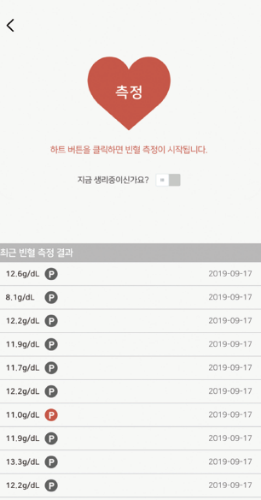 측정
하트 버튼을 클릭하면 빈혈 측정이 시작됩니다.
지금 생리중이신가요?
최근 빈혈 측정 결과
12.6g/dL P 2019-09-17
8.1g/dL P 2019-09-17
12.2g/dL P 2019-09-17
11.9g/dL P 2019-09-17
11.7g/dL P 2019-09-17
12.2g/dL P 2019-09-17
11.0g/dL P 2019-09-17
11.9g/dL P 2019-09-17
13.3g/dL P 2019-09-17
12.2g/dL P 2019-09-17